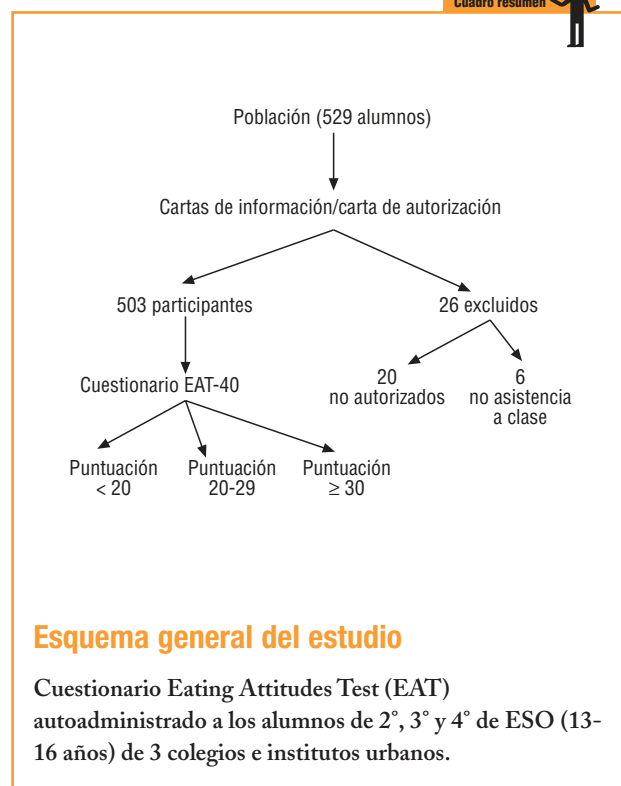 Cuadro resumen
Población (529 alumnos)
Cartas de información/carta de autorización
503 participantes
26 excluidos
Cuestionario EAT-40
20
no autorizados
6
no asistencia
a clase
Puntuación
< 20
Puntuación
20-29
Puntuación
≥ 30
Esquema general del estudio
Cuestionario Eating Attitudes Test (EAT)
autoadministrado a los alumnos de 2°, 3° y 4° de ESO (13-
16 años) de 3 colegios e institutos urbanos.